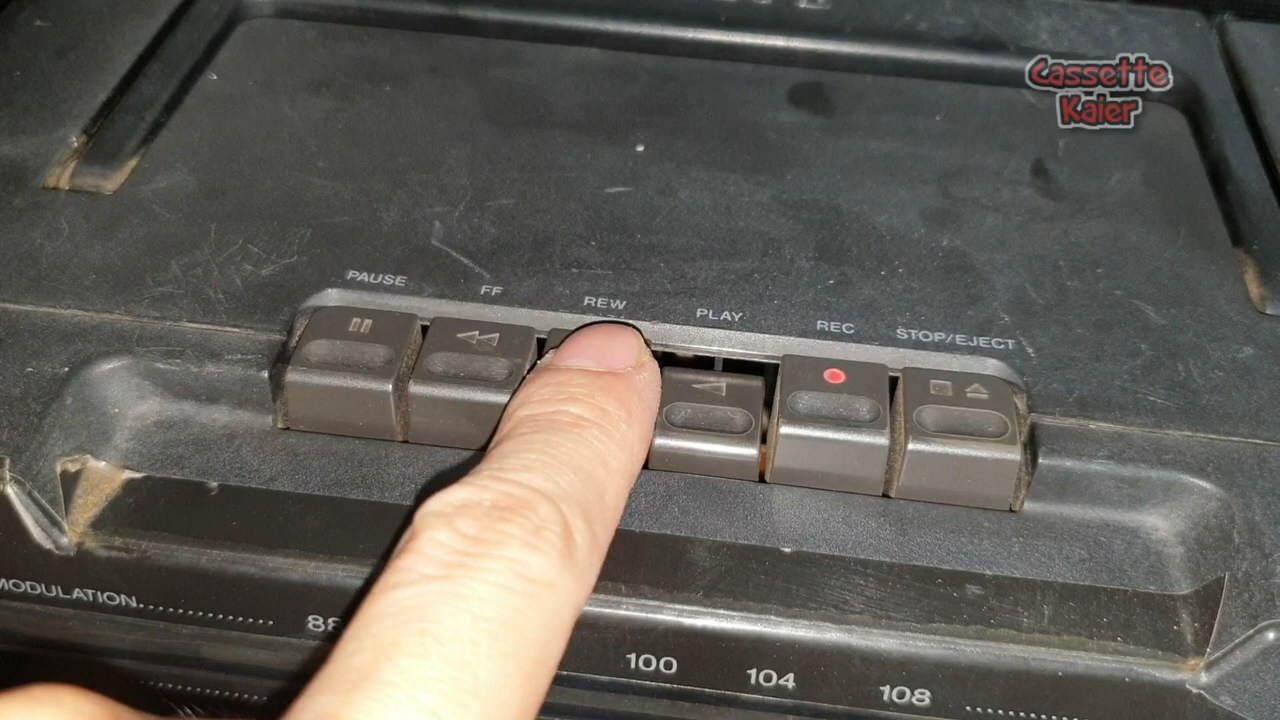 Cassette
Kaier
PAUSE
FF
REW
PLAY
REC
STOP/EJECT
MODULATION
88
100
104
108